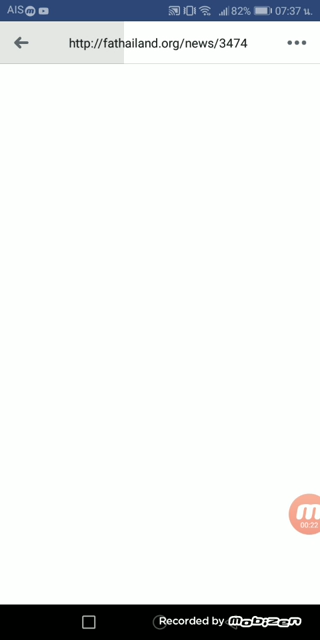 AIS 82% 07:37 น.
http://fathailand.org/news/3474
00:22
Recorded by mobizen